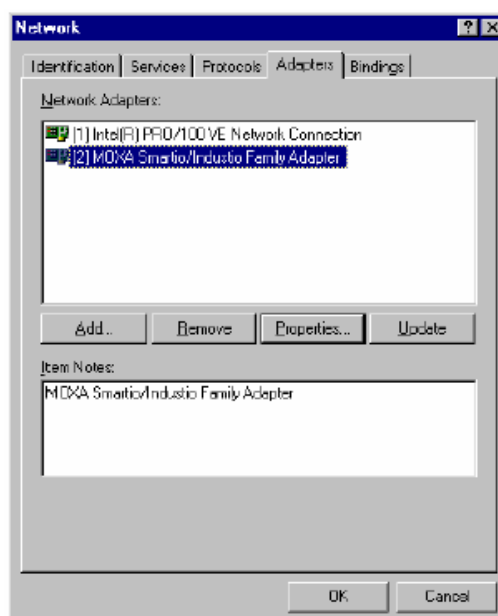 Network
Identification Services Protocols Adapters Bindings
Network Adapters:
[1] Intel(R) PRO/100 VE Network Connection
[2] MOXA Smartio/Industio Family Adapter
Add... Remove Properties... Update
Item Notes:
MOXA Smartio/Industio Family Adapter
OK Cancel